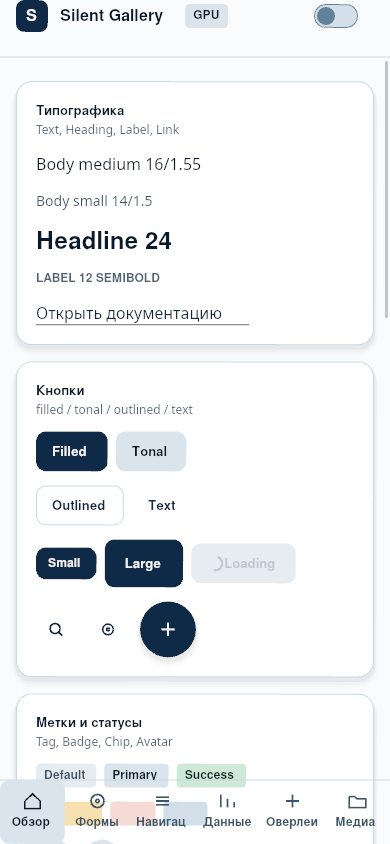 S Silent Gallery GPU
Типографика
Text, Heading, Label, Link
Body medium 16/1.55
Body small 14/1.5
Headline 24
LABEL 12 SEMIBOLD
Открыть документацию
Кнопки
filled / tonal / outlined / text
Filled Tonal
Outlined Text
Small Large Loading
Метки и статусы
Tag, Badge, Chip, Avatar
Default Primary Success
Обзор Формы Навигац Данные Оверлеи Медиа